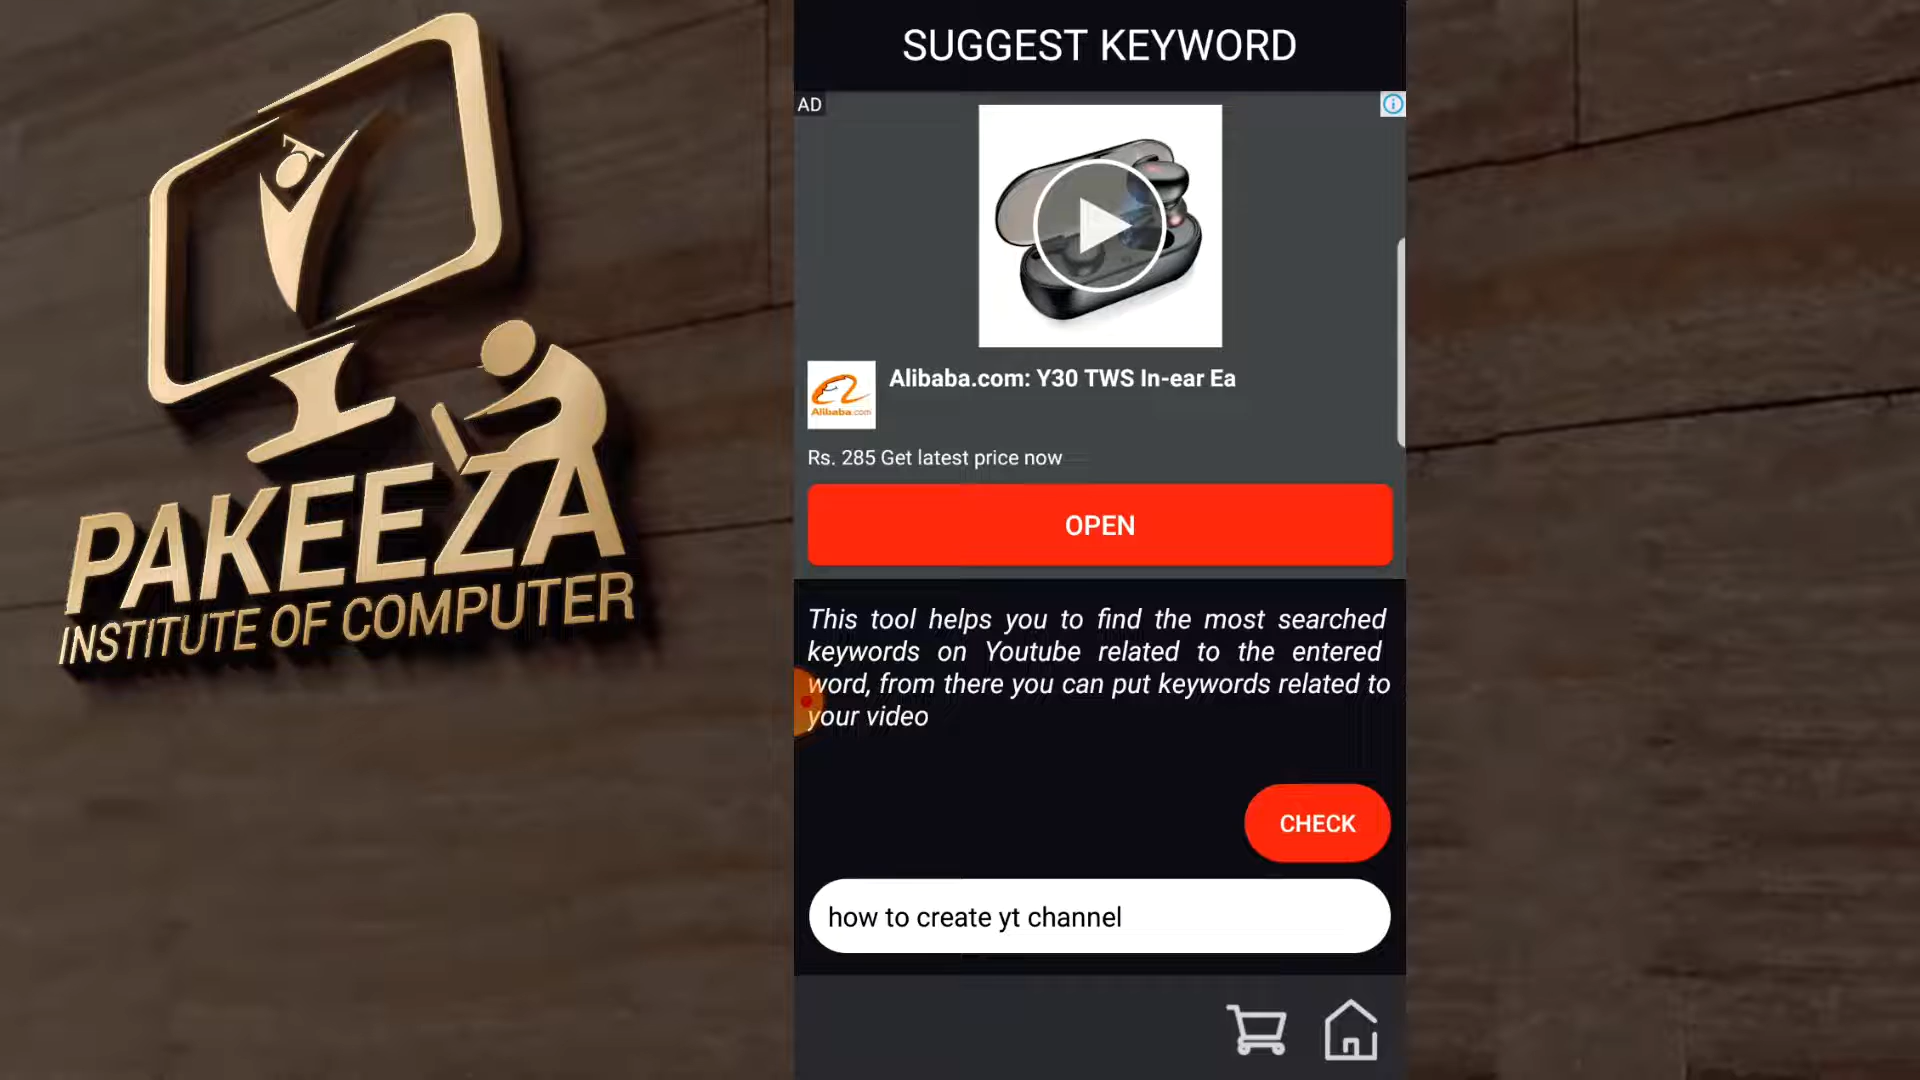 PAKEEZA
INSTITUTE OF COMPUTER
SUGGEST KEYWORD
AD
Alibaba.com
Alibaba.com: Y30 TWS In-ear Ea
Rs. 285 Get latest price now
OPEN
This tool helps you to find the most searched
keywords on Youtube related to the entered
word, from there you can put keywords related to
your video
CHECK
how to create yt channel